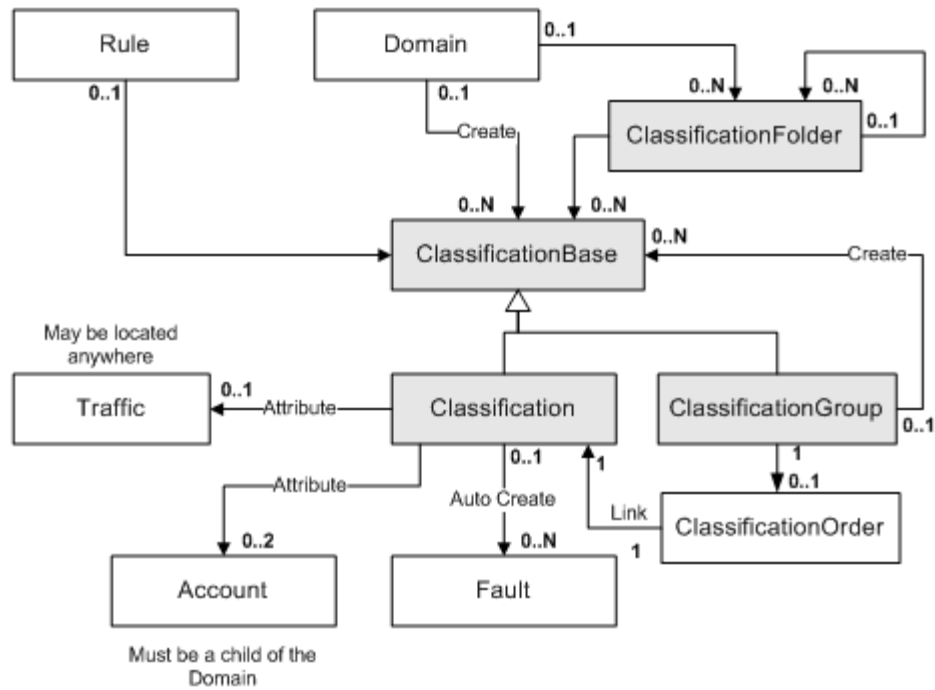 Rule
Domain
0..1
0..1
0..1
0..N
0..N
ClassificationFolder
0..1
Create
0..N
0..N
ClassificationBase
0..N
Create
May be located
anywhere
Traffic
0..1
Attribute
Classification
ClassificationGroup
0..1
0..1
1
1
0..1
Attribute
Auto Create
Link
ClassificationOrder
0..2
0..N
1
Account
Fault
Must be a child of the
Domain